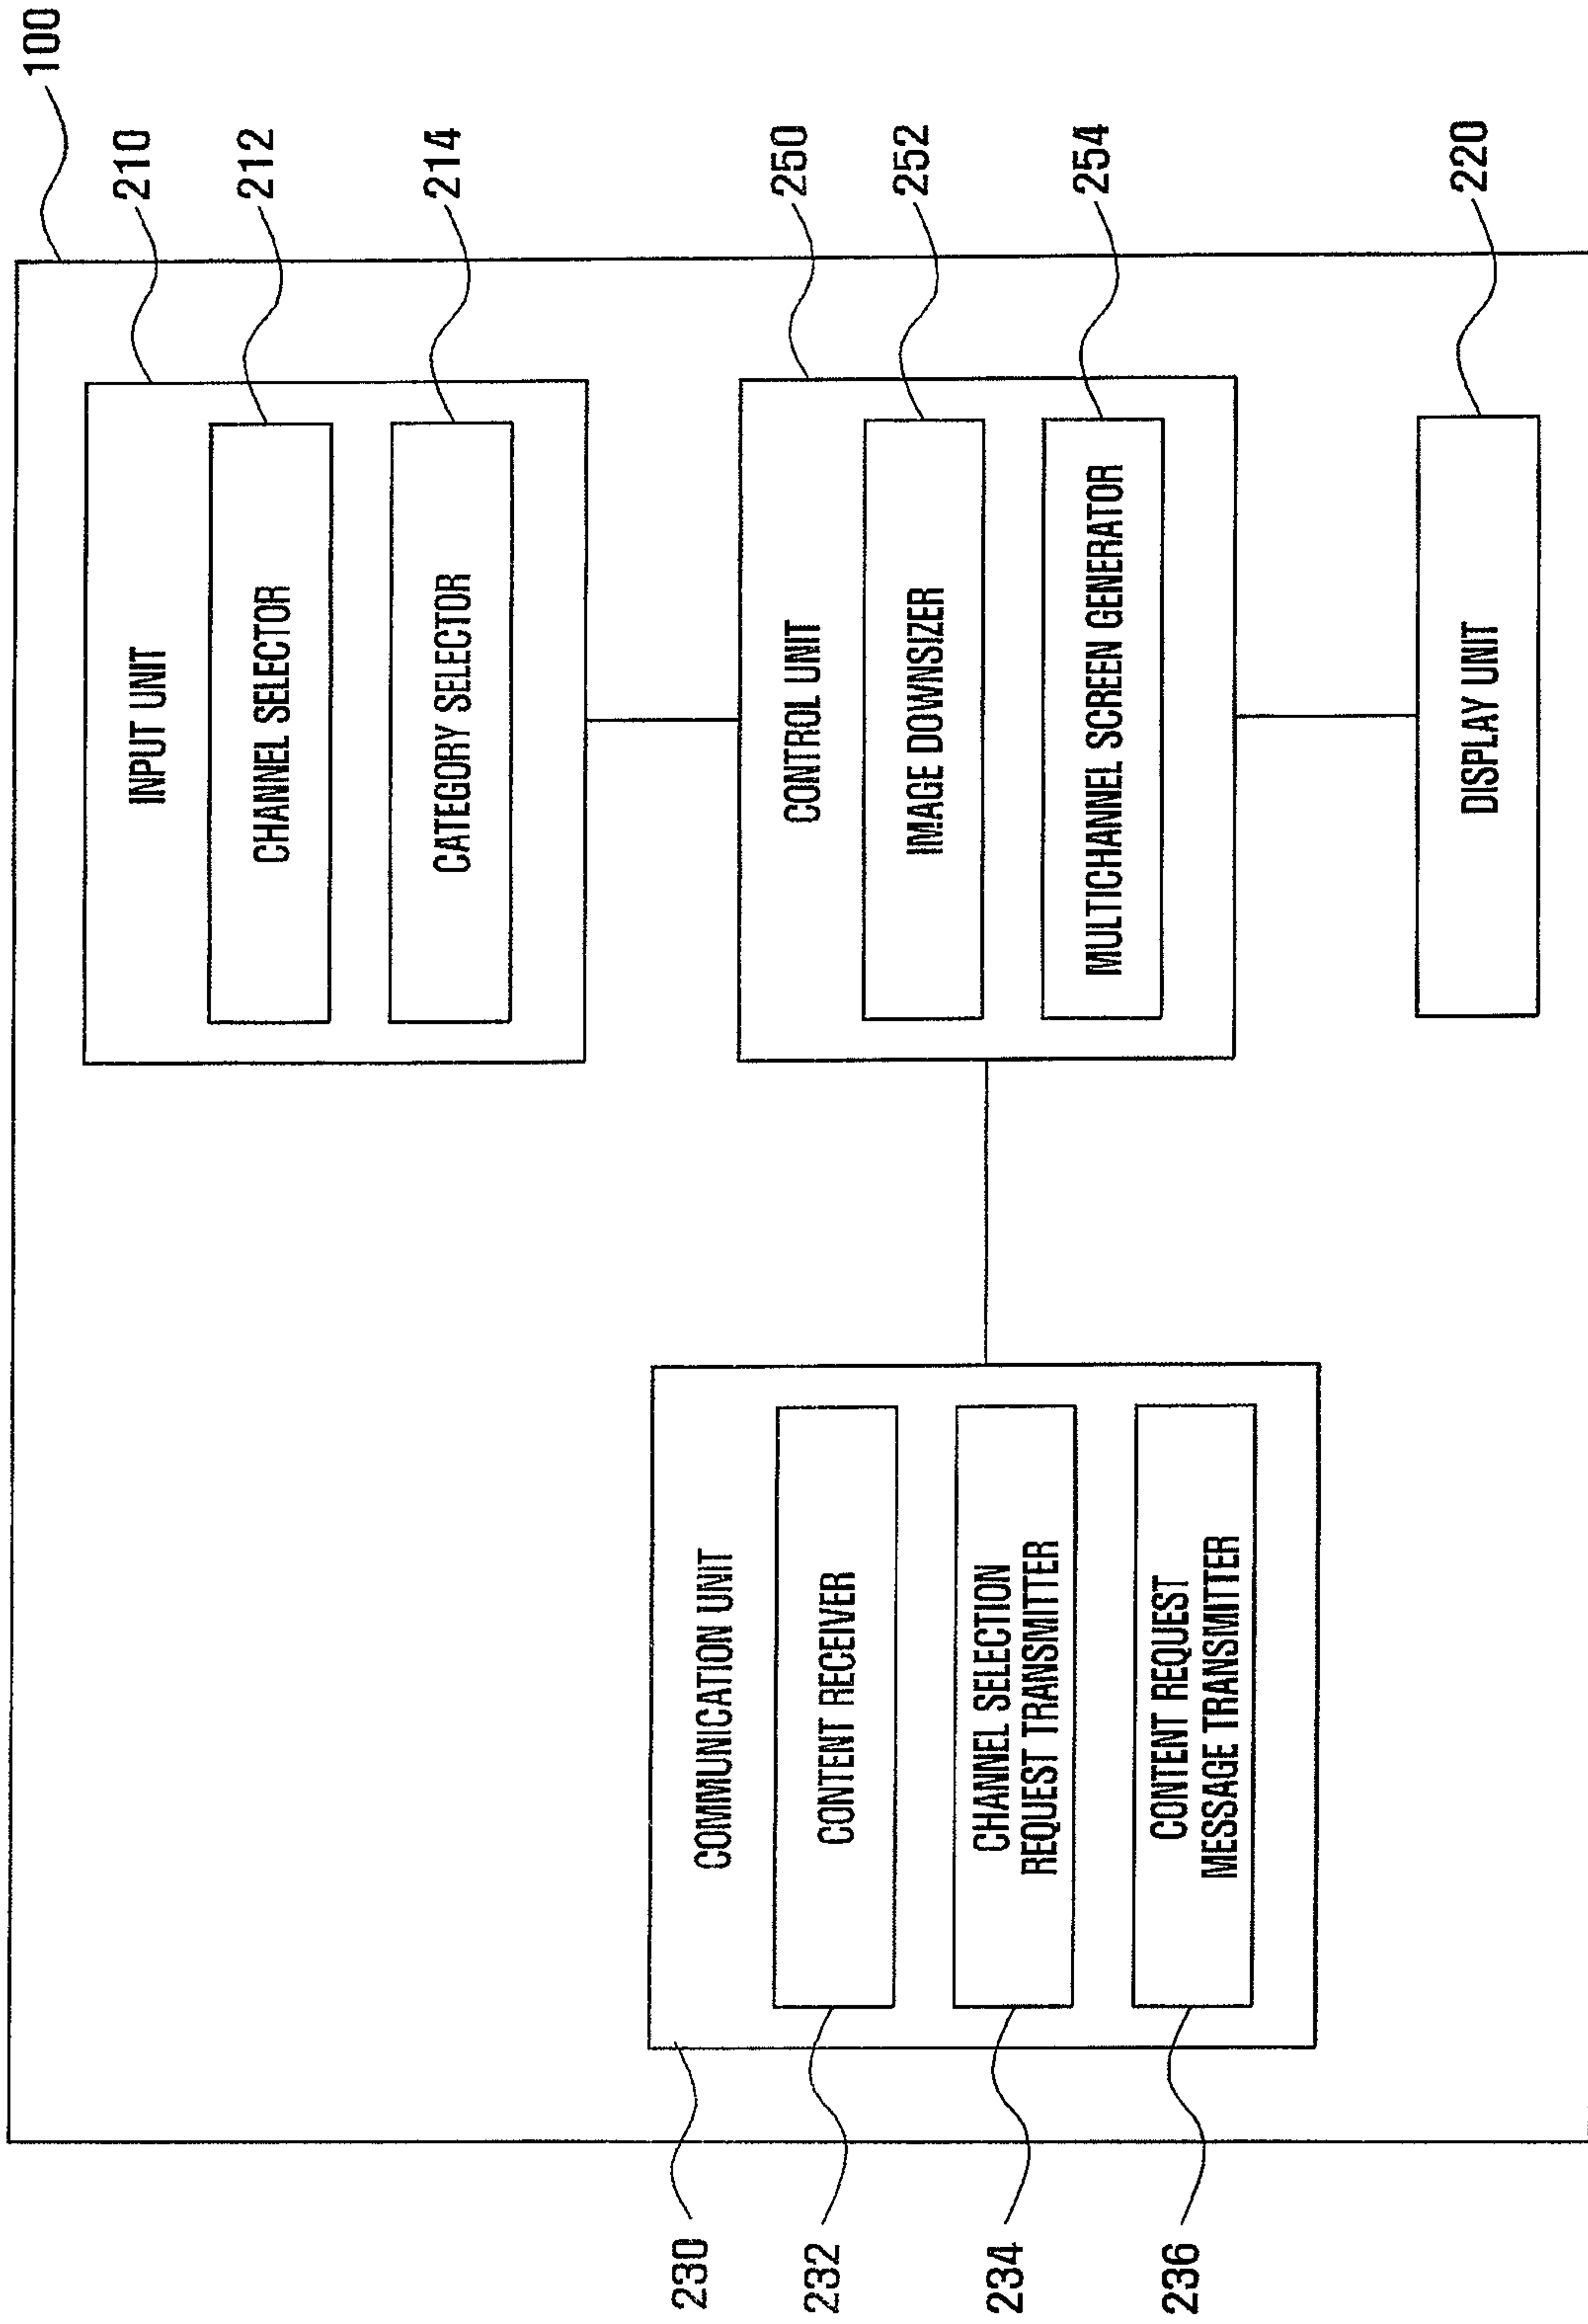 100
INPUT UNIT
210
CHANNEL SELECTOR
212
CATEGORY SELECTOR
214
COMMUNICATION UNIT
230
CONTENT RECEIVER
232
CHANNEL SELECTION
REQUEST TRANSMITTER
234
CONTENT REQUEST
MESSAGE TRANSMITTER
236
CONTROL UNIT
250
IMAGE DOWNSIZER
252
MULTICHANNEL SCREEN GENERATOR
254
DISPLAY UNIT
220